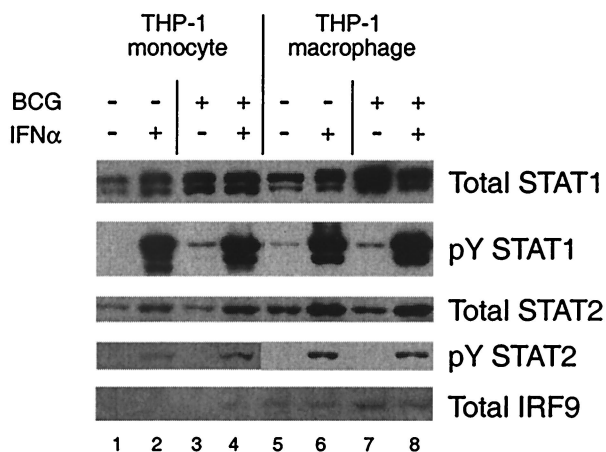 THP-1 THP-1
monocyte macrophage
BCG - - + + - - + +
IFNα - + - + - + - +
Total STAT1
pY STAT1
Total STAT2
pY STAT2
Total IRF9
1 2 3 4 5 6 7 8